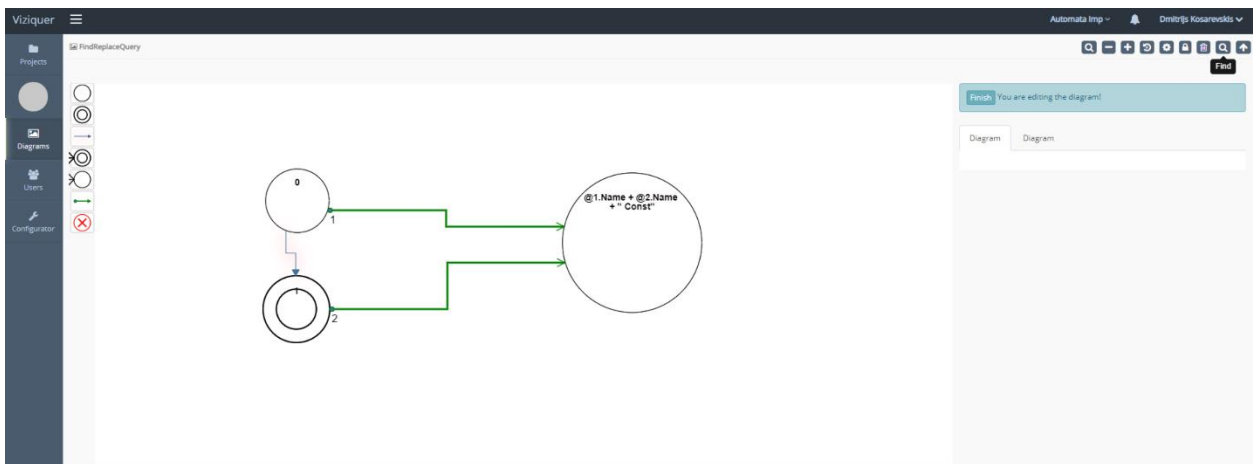 Viziquer
Automata Imp
Dmitrijs Kosarevskis
Projects
FindReplaceQuery
Find
Diagrams
Users
Configurator
0
1
1
2
@1.Name + @2.Name
+ " Const"
Finish You are editing the diagram!
Diagram Diagram